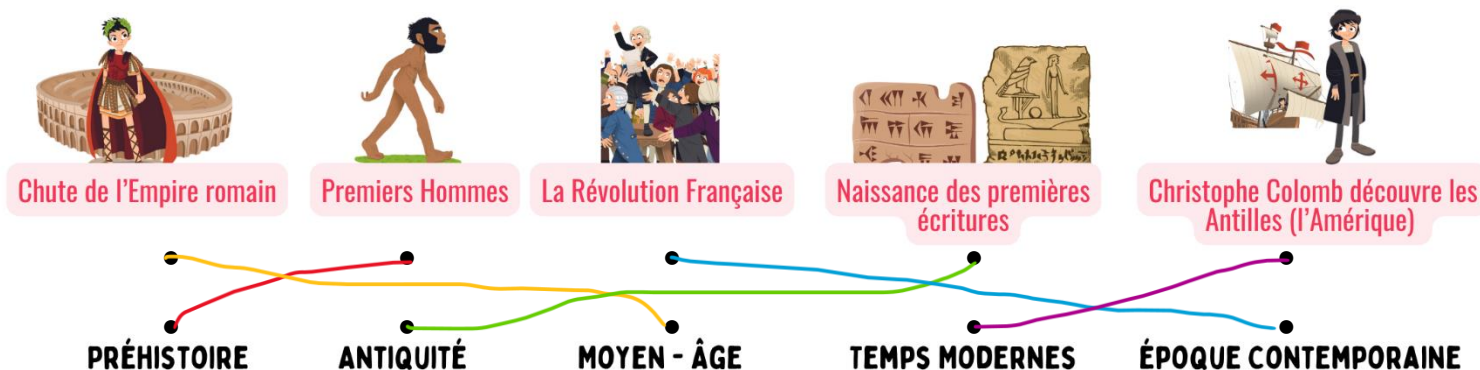 Chute de l'Empire romain
Premiers Hommes
La Révolution Française
Naissance des premières
écritures
Christophe Colomb découvre les
Antilles (l'Amérique)
PRÉHISTOIRE
ANTIQUITÉ
MOYEN - ÂGE
TEMPS MODERNES
ÉPOQUE CONTEMPORAINE